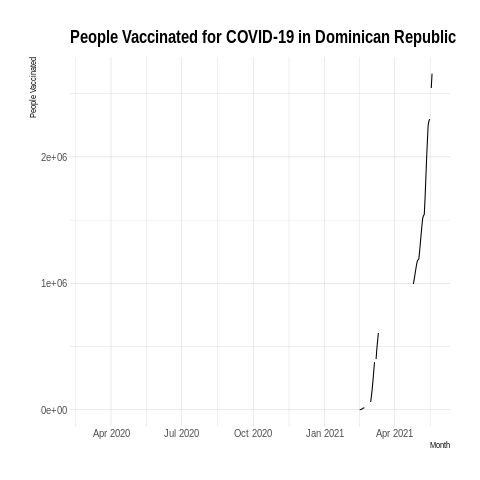 People Vaccinated for COVID-19 in Dominican Republic
People Vaccinated
2e+06
1e+06
0e+00
Apr 2020 Jul 2020 Oct 2020 Jan 2021 Apr 2021
Month